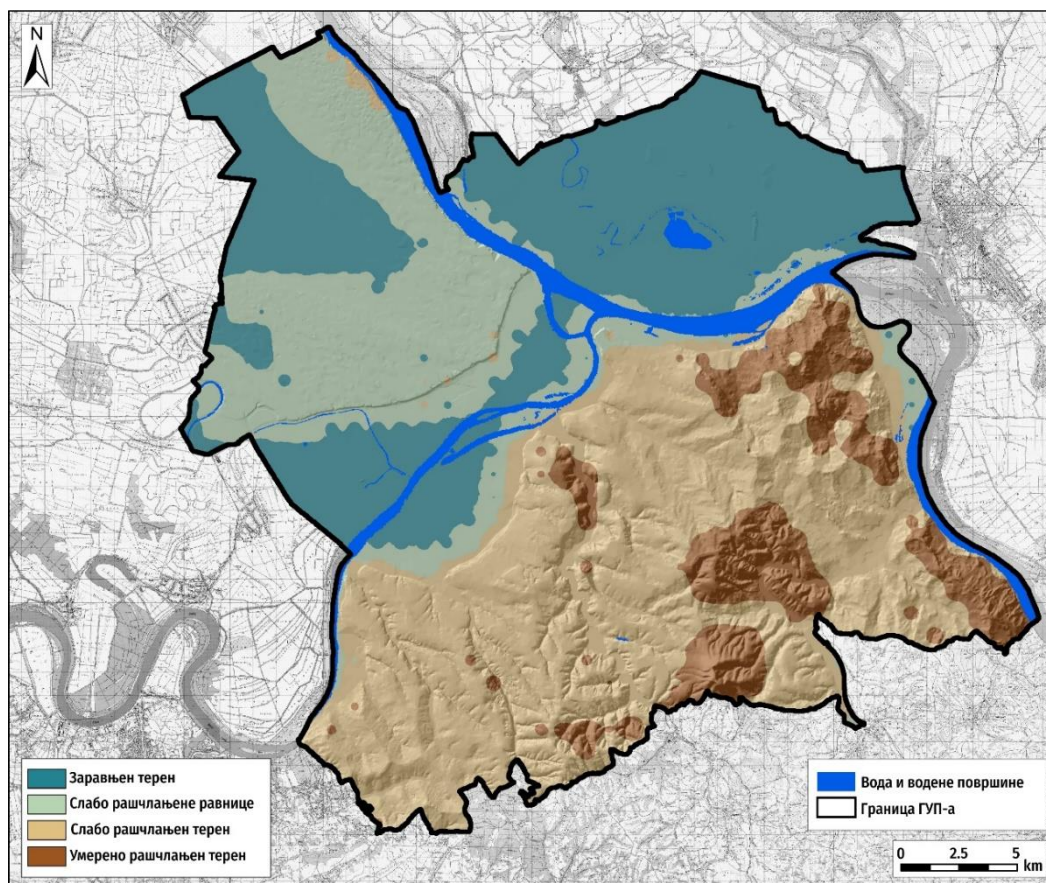 N
Заравњен терен
Слабо рашчлањене равнице
Слабо рашчлањен терен
Умерено рашчлањен терен
Вода и водене површине
Граница ГУП-а
0 2.5 5
km